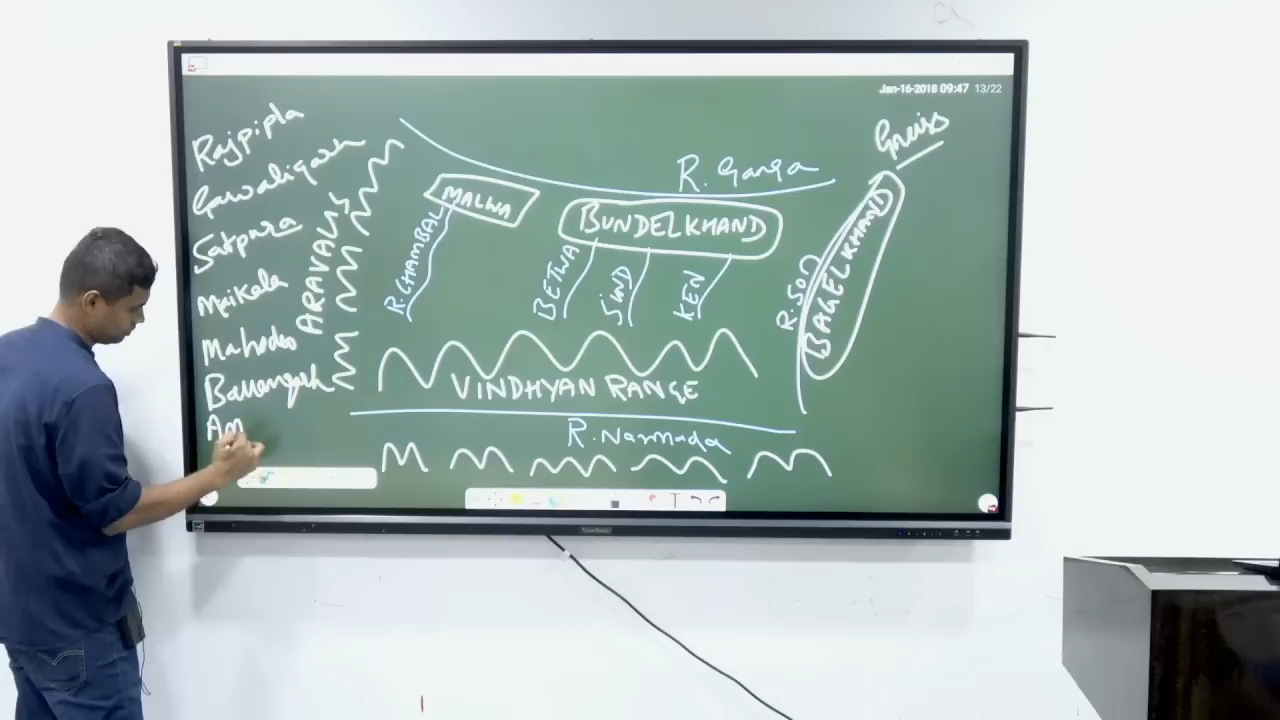 Jan-16-2018 09:47 13/22
Rajpipla
Gawaligarh
Satpura
Maikala
Mahadeo
ARAVALIS
R. Ganga
Gneiss
MALWA
BUNDELKHAND
R. CHAMBAL
BETWA
SIND
KEN
R. SON
BAGELKHAND
VINDHYAN RANGE
R. Narmada
Am
T
ViewSonic